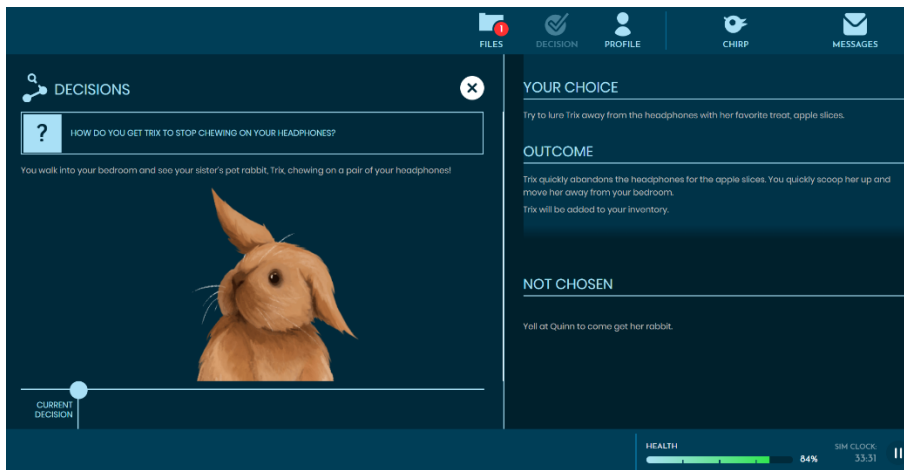 1
FILES
DECISION
PROFILE
CHIRP
MESSAGES
DECISIONS
?
HOW DO YOU GET TRIX TO STOP CHEWING ON YOUR HEADPHONES?
You walk into your bedroom and see your sister's pet rabbit, Trix, chewing on a pair of your headphones!
CURRENT
DECISION
YOUR CHOICE
Try to lure Trix away from the headphones with her favorite treat, apple slices.
OUTCOME
Trix quickly abandons the headphones for the apple slices. You quickly scoop her up and
move her away from your bedroom.
Trix will be added to your inventory.
NOT CHOSEN
Yell at Quinn to come get her rabbit.
HEALTH
84%
SIM CLOCK:
33:31